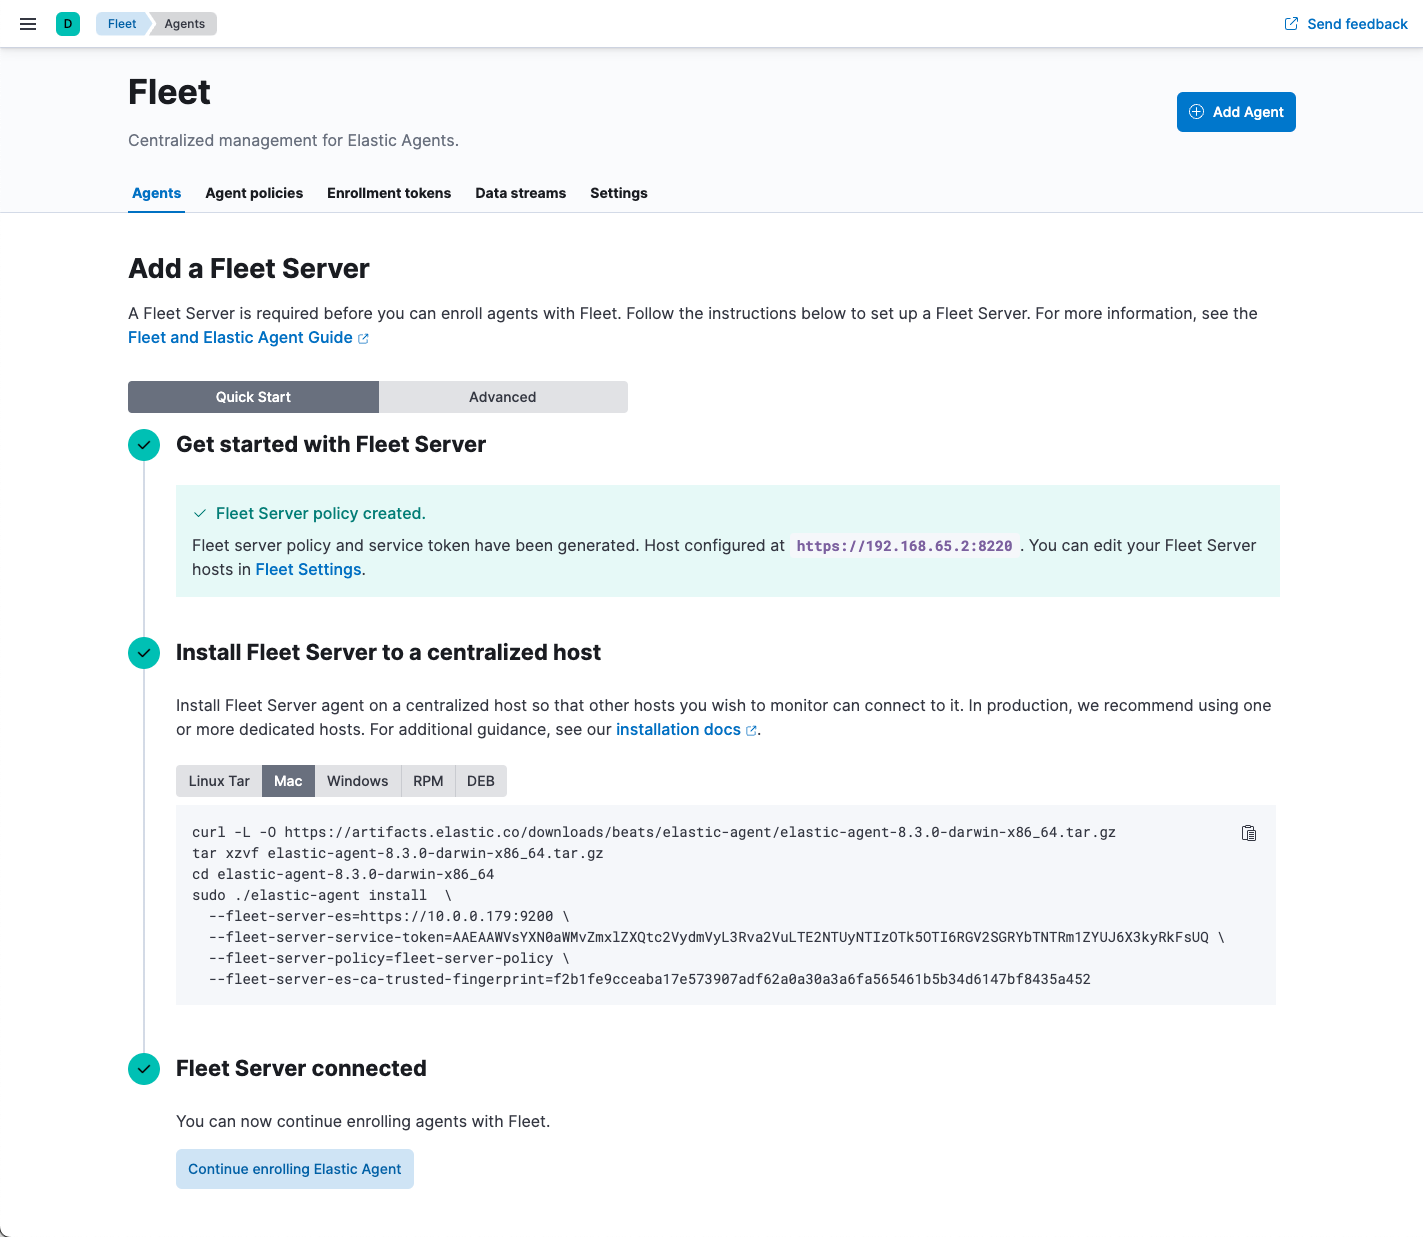 D Fleet Agents Send feedback
Fleet
Add Agent
Centralized management for Elastic Agents.
Agents Agent policies Enrollment tokens Data streams Settings
Add a Fleet Server
A Fleet Server is required before you can enroll agents with Fleet. Follow the instructions below to set up a Fleet Server. For more information, see the
Fleet and Elastic Agent Guide
Quick Start Advanced
Get started with Fleet Server
Fleet Server policy created.
Fleet server policy and service token have been generated. Host configured at https://192.168.65.2:8220 . You can edit your Fleet Server
hosts in Fleet Settings.
Install Fleet Server to a centralized host
Install Fleet Server agent on a centralized host so that other hosts you wish to monitor can connect to it. In production, we recommend using one
or more dedicated hosts. For additional guidance, see our installation docs .
Linux Tar Mac Windows RPM DEB
curl -L -O https://artifacts.elastic.co/downloads/beats/elastic-agent/elastic-agent-8.3.0-darwin-x86_64.tar.gz
tar xzvf elastic-agent-8.3.0-darwin-x86_64.tar.gz
cd elastic-agent-8.3.0-darwin-x86_64
sudo ./elastic-agent install  \
  --fleet-server-es=https://10.0.0.179:9200 \
  --fleet-server-service-token=AAEAAWVsYXN0aWMvZmxlZXQtc2VydmVyL3Rva2VuLTE2NTUyNTIzOTk5OTI6RGV2SGRYbTNTRm1ZYUJ6X3kyRkFsUQ \
  --fleet-server-policy=fleet-server-policy \
  --fleet-server-es-ca-trusted-fingerprint=f2b1fe9cceaba17e573907adf62a0a30a3a6fa565461b5b34d6147bf8435a452
Fleet Server connected
You can now continue enrolling agents with Fleet.
Continue enrolling Elastic Agent